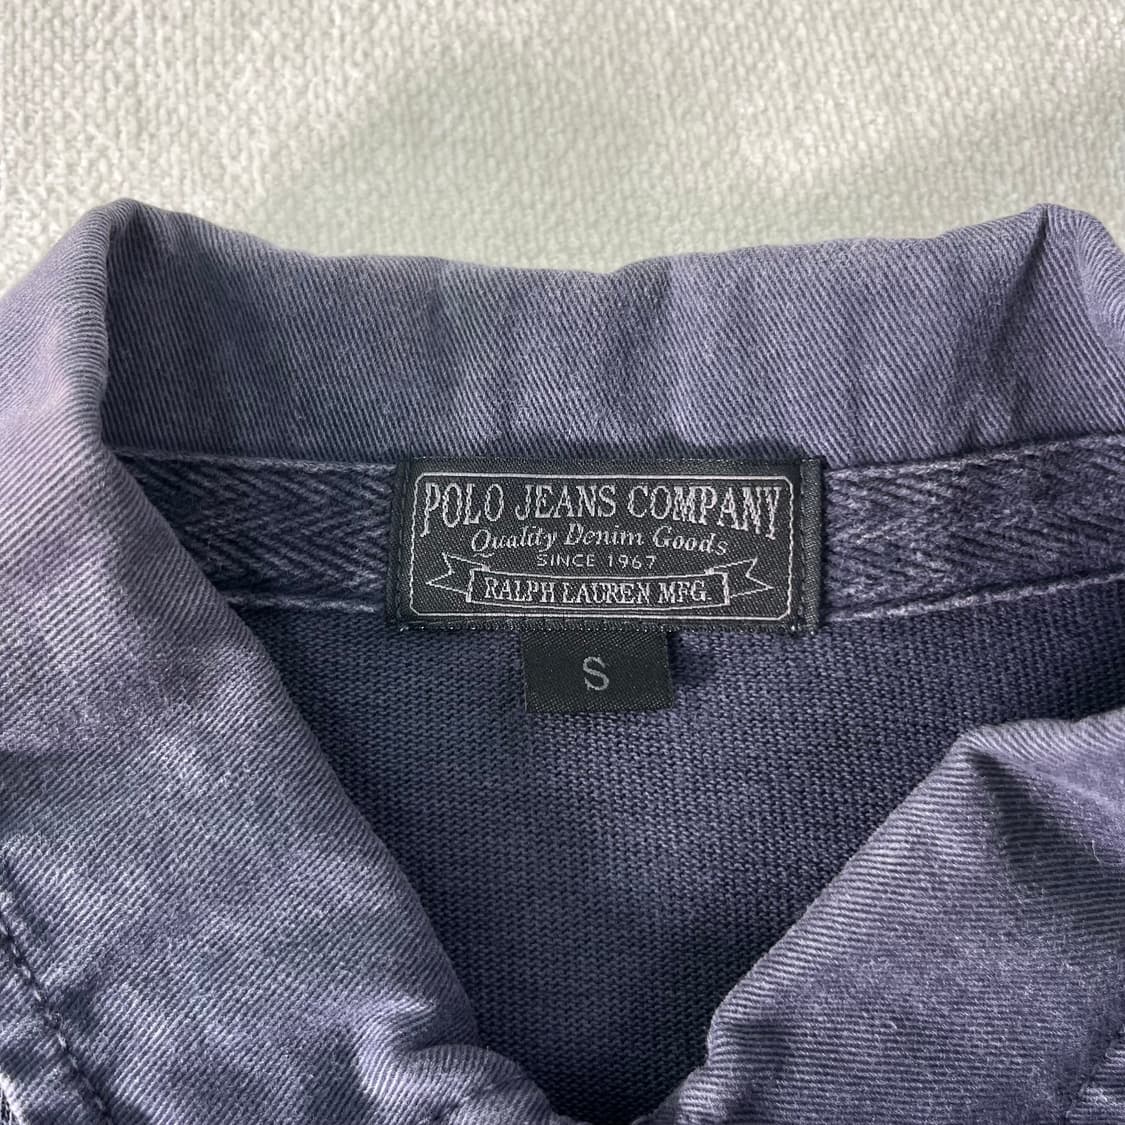 POLO JEANS COMPANY
Quality Denim Goods
SINCE 1967
RALPH LAUREN MFG.
S